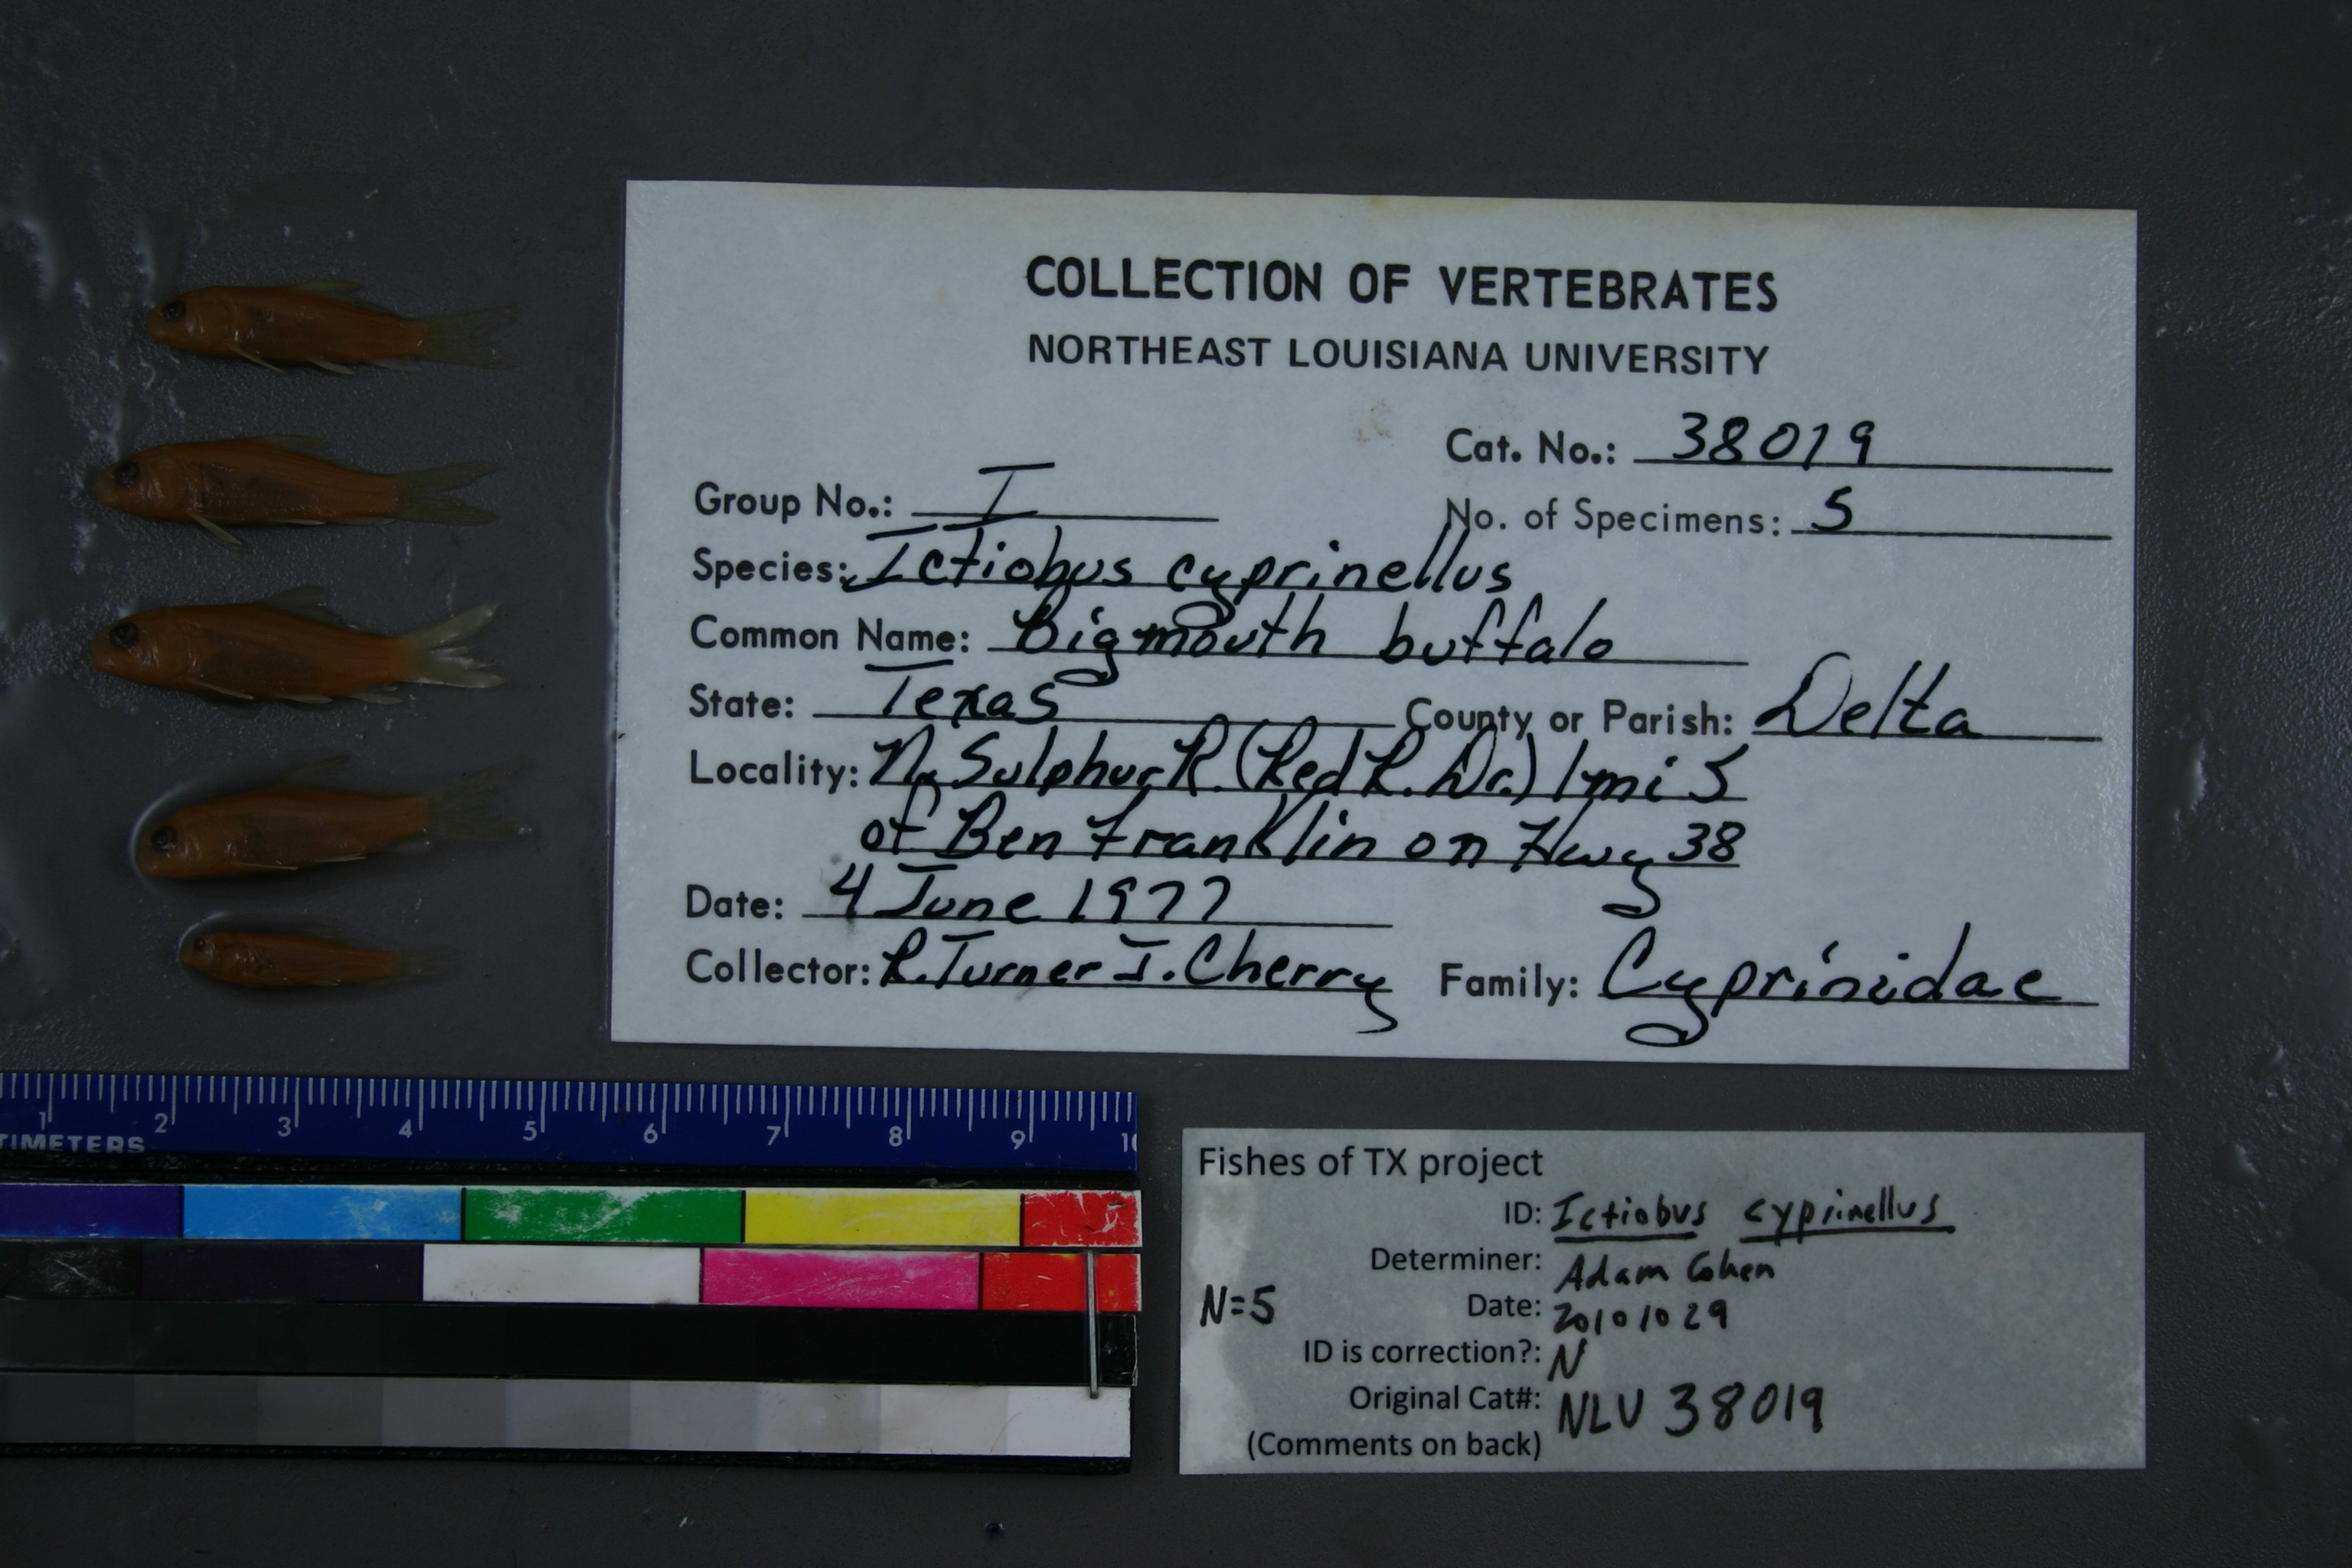 COLLECTION OF VERTEBRATES
NORTHEAST LOUISIANA UNIVERSITY
Cat. No.: 38019
Group No.: I
No. of Specimens: 5
Species: Ictiobus cyprinellus
Common Name: Bigmouth buffalo
State: Texas County or Parish: Delta
Locality: N. Sulphur R. (Red R. Dr.) 1 mi S
of Ben Franklin on Hwy 38
Date: 4 June 1977
Collector: R. Turner J. Cherry Family: Cyprinidae
1 2 3 4 5 6 7 8 9 10
TIMETERS
Fishes of TX project
ID: Ictiobus cyprinellus
Determiner: Adam Cohen
N=5 Date: 20101029
ID is correction?: N
Original Cat#: NLU 38019
(Comments on back)